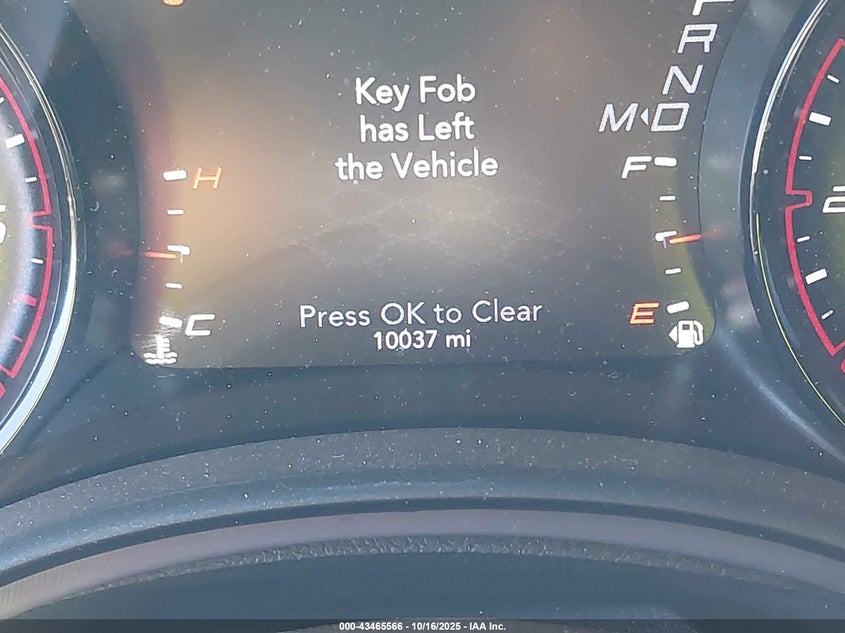 P
R
N
M◂D
Key Fob
has Left
the Vehicle
F
H
2
E
C
Press OK to Clear
10037 mi
000-43465566 - 10/16/2025 - IAA Inc.